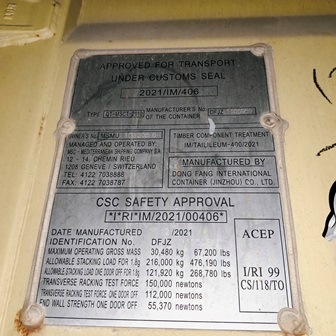 APPROVED FOR TRANSPORT
UNDER CUSTOMS SEAL
2021/IM/406
TYPE
MANUFACTURER'S No.
OF THE CONTAINER
DFJZ
OWNER'S No. MSMU
MANAGED AND OPERATED BY:
MSC - MEDITERRANEAN SHIPPING COMPANY S.A.
12 - 14, CHEMIN RIEU
1208 GENEVE / SWITZERLAND
TEL: 4122 7038888
FAX: 4122 7038787
TIMBER COMPONENT TREATMENT
IM/TAILILEUM-400/2021
MANUFACTURED BY
DONG FANG INTERNATIONAL
CONTAINER (JINZHOU) CO., LTD
CSC SAFETY APPROVAL
*I*RI*IM/2021/00406*
DATE MANUFACTURED /2021
IDENTIFICATION No. DFJZ
MAXIMUM OPERATING GROSS MASS 30,480 kg 67,200 lbs
ALLOWABLE STACKING LOAD FOR 1.8g 216,000 kg 476,190 lbs
ALLOWABLE STACKING LOAD ONE DOOR OFF FOR 1.8g 121,920 kg 268,780 lbs
TRANSVERSE RACKING TEST FORCE 150,000 newtons
TRANSVERSE RACKING TEST FORCE ONE DOOR OFF 112,000 newtons
END WALL STRENGTH ONE DOOR OFF 55,370 newtons
ACEP
I/RI 99
CS/118/TO